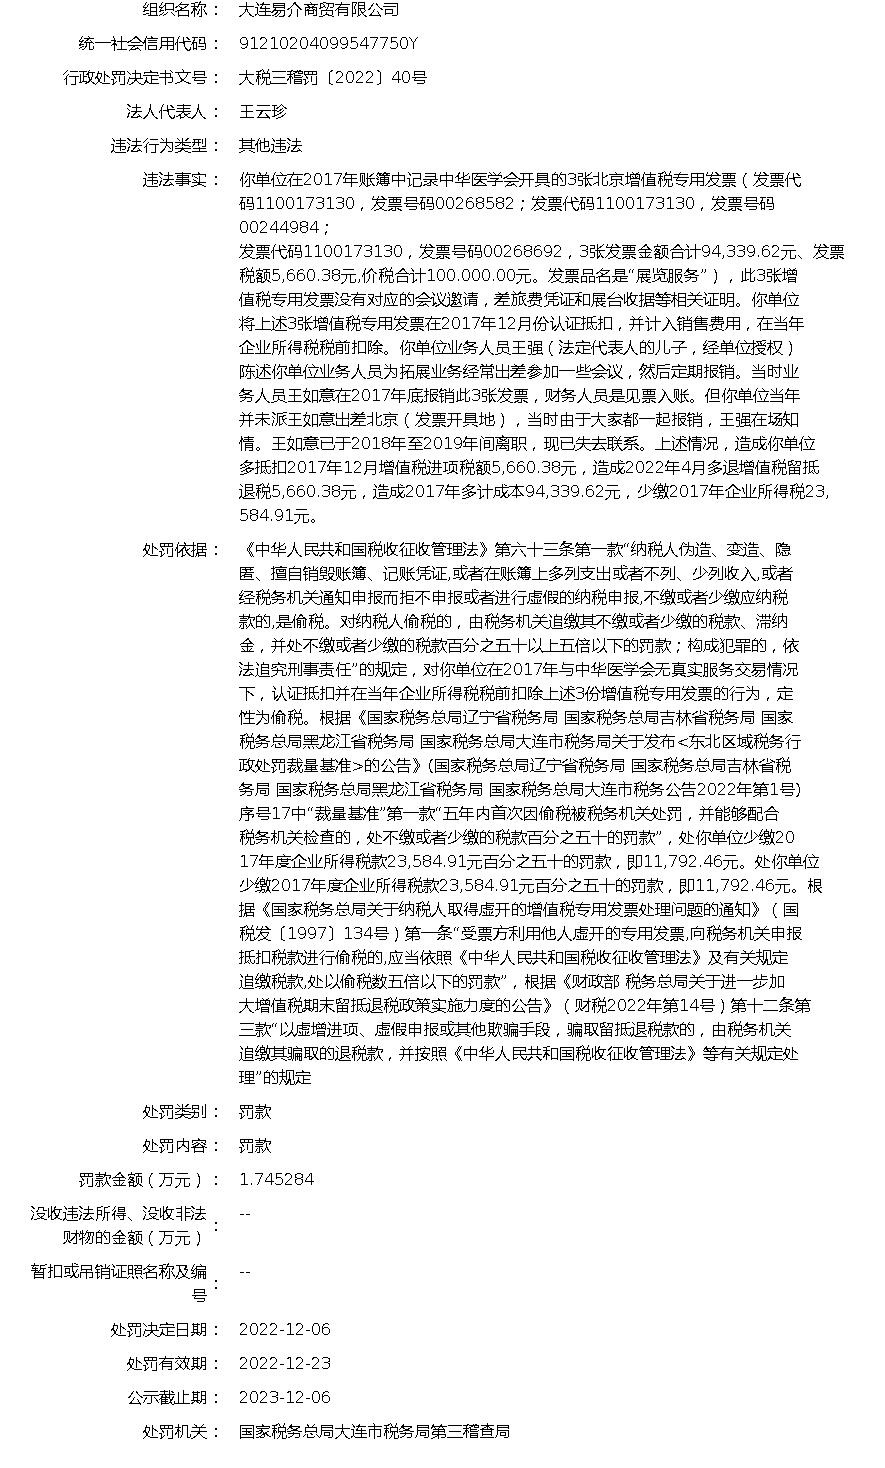 组织名称： 大连易介商贸有限公司
统一社会信用代码： 91210204099547750Y
行政处罚决定书文号： 大税三稽罚〔2022〕40号
法人代表人： 王云珍
违法行为类型： 其他违法
违法事实： 你单位在2017年账簿中记录中华医学会开具的3张北京增值税专用发票（发票代
码1100173130，发票号码00268582；发票代码1100173130，发票号码
00244984；
发票代码1100173130，发票号码00268692，3张发票金额合计94,339.62元、发票
税额5,660.38元,价税合计100.000.00元。发票品名是“展览服务”），此3张增
值税专用发票没有对应的会议邀请，差旅费凭证和展台收据等相关证明。你单位
将上述3张增值税专用发票在2017年12月份认证抵扣，并计入销售费用，在当年
企业所得税税前扣除。你单位业务人员王强（法定代表人的儿子，经单位授权）
陈述你单位业务人员为拓展业务经常出差参加一些会议，然后定期报销。当时业
务人员王如意在2017年底报销此3张发票，财务人员是见票入账。但你单位当年
并未派王如意出差北京（发票开具地），当时由于大家都一起报销，王强在场知
情。王如意已于2018年至2019年间离职，现已失去联系。上述情况，造成你单位
多抵扣2017年12月增值税进项税额5,660.38元，造成2022年4月多退增值税留抵
退税5,660.38元，造成2017年多计成本94,339.62元，少缴2017年企业所得税23,
584.91元。
处罚依据： 《中华人民共和国税收征收管理法》第六十三条第一款“纳税人伪造、变造、隐
匿、擅自销毁账簿、记账凭证,或者在账簿上多列支出或者不列、少列收入,或者
经税务机关通知申报而拒不申报或者进行虚假的纳税申报,不缴或者少缴应纳税
款的,是偷税。对纳税人偷税的，由税务机关追缴其不缴或者少缴的税款、滞纳
金，并处不缴或者少缴的税款百分之五十以上五倍以下的罚款；构成犯罪的，依
法追究刑事责任”的规定，对你单位在2017年与中华医学会无真实服务交易情况
下，认证抵扣并在当年企业所得税税前扣除上述3份增值税专用发票的行为，定
性为偷税。根据《国家税务总局辽宁省税务局 国家税务总局吉林省税务局 国家
税务总局黑龙江省税务局 国家税务总局大连市税务局关于发布<东北区域税务行
政处罚裁量基准>的公告》(国家税务总局辽宁省税务局 国家税务总局吉林省税
务局 国家税务总局黑龙江省税务局 国家税务总局大连市税务公告2022年第1号)
序号17中“裁量基准”第一款“五年内首次因偷税被税务机关处罚，并能够配合
税务机关检查的，处不缴或者少缴的税款百分之五十的罚款”，处你单位少缴20
17年度企业所得税款23,584.91元百分之五十的罚款，即11,792.46元。处你单位
少缴2017年度企业所得税款23,584.91元百分之五十的罚款，即11,792.46元。根
据《国家税务总局关于纳税人取得虚开的增值税专用发票处理问题的通知》（国
税发〔1997〕134号）第一条“受票方利用他人虚开的专用发票,向税务机关申报
抵扣税款进行偷税的,应当依照《中华人民共和国税收征收管理法》及有关规定
追缴税款,处以偷税数五倍以下的罚款”，根据《财政部 税务总局关于进一步加
大增值税期末留抵退税政策实施力度的公告》（财税2022年第14号）第十二条第
三款“以虚增进项、虚假申报或其他欺骗手段，骗取留抵退税款的，由税务机关
追缴其骗取的退税款，并按照《中华人民共和国税收征收管理法》等有关规定处
理”的规定
处罚类别： 罚款
处罚内容： 罚款
罚款金额（万元）： 1.745284
没收违法所得、没收非法
财物的金额（万元）： --
暂扣或吊销证照名称及编
号： --
处罚决定日期： 2022-12-06
处罚有效期： 2022-12-23
公示截止期： 2023-12-06
处罚机关： 国家税务总局大连市税务局第三稽查局